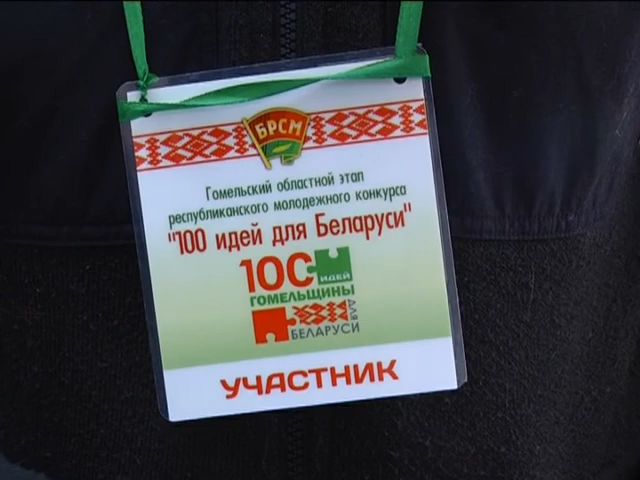 БРСМ
Гомельский областной этап
республиканского молодежного конкурса
"100 идей для Беларуси"
100 ИДЕЙ
ГОМЕЛЬЩИНЫ
ДЛЯ
БЕЛАРУСИ
УЧАСТНИК